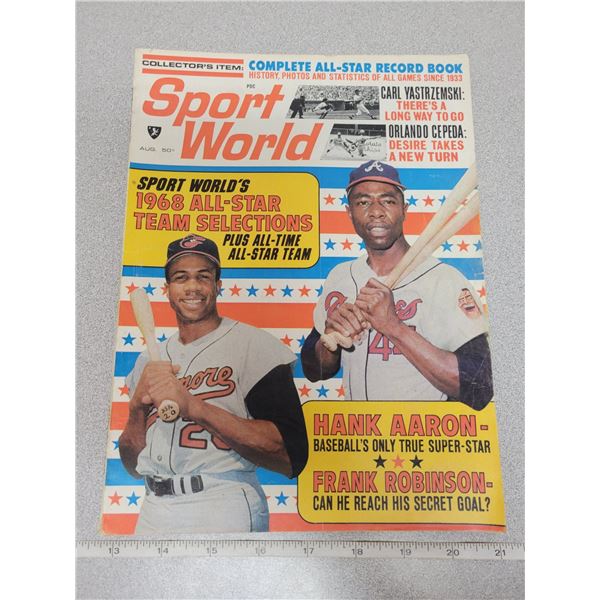 COLLECTOR'S ITEM:
COMPLETE ALL-STAR RECORD BOOK
HISTORY, PHOTOS AND STATISTICS OF ALL GAMES SINCE 1933
Sport
World
PDC
AUG. 50¢
CARL YASTRZEMSKI:
THERE'S A
LONG WAY TO GO
ORLANDO CEPEDA:
DESIRE TAKES
A NEW TURN
SPORT WORLD'S
1968 ALL-STAR
TEAM SELECTIONS
PLUS ALL-TIME
ALL-STAR TEAM
A
44
20
HANK AARON-
BASEBALL'S ONLY TRUE SUPER-STAR
FRANK ROBINSON-
CAN HE REACH HIS SECRET GOAL?
13 14 15 16 17 18 19 20 21